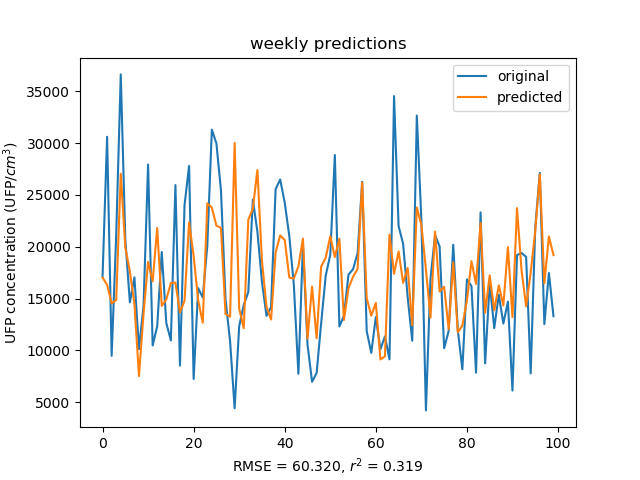 weekly predictions
original
predicted
UFP concentration (UFP/cm³)
35000
30000
25000
20000
15000
10000
5000
0 20 40 60 80 100
RMSE = 60.320, r² = 0.319